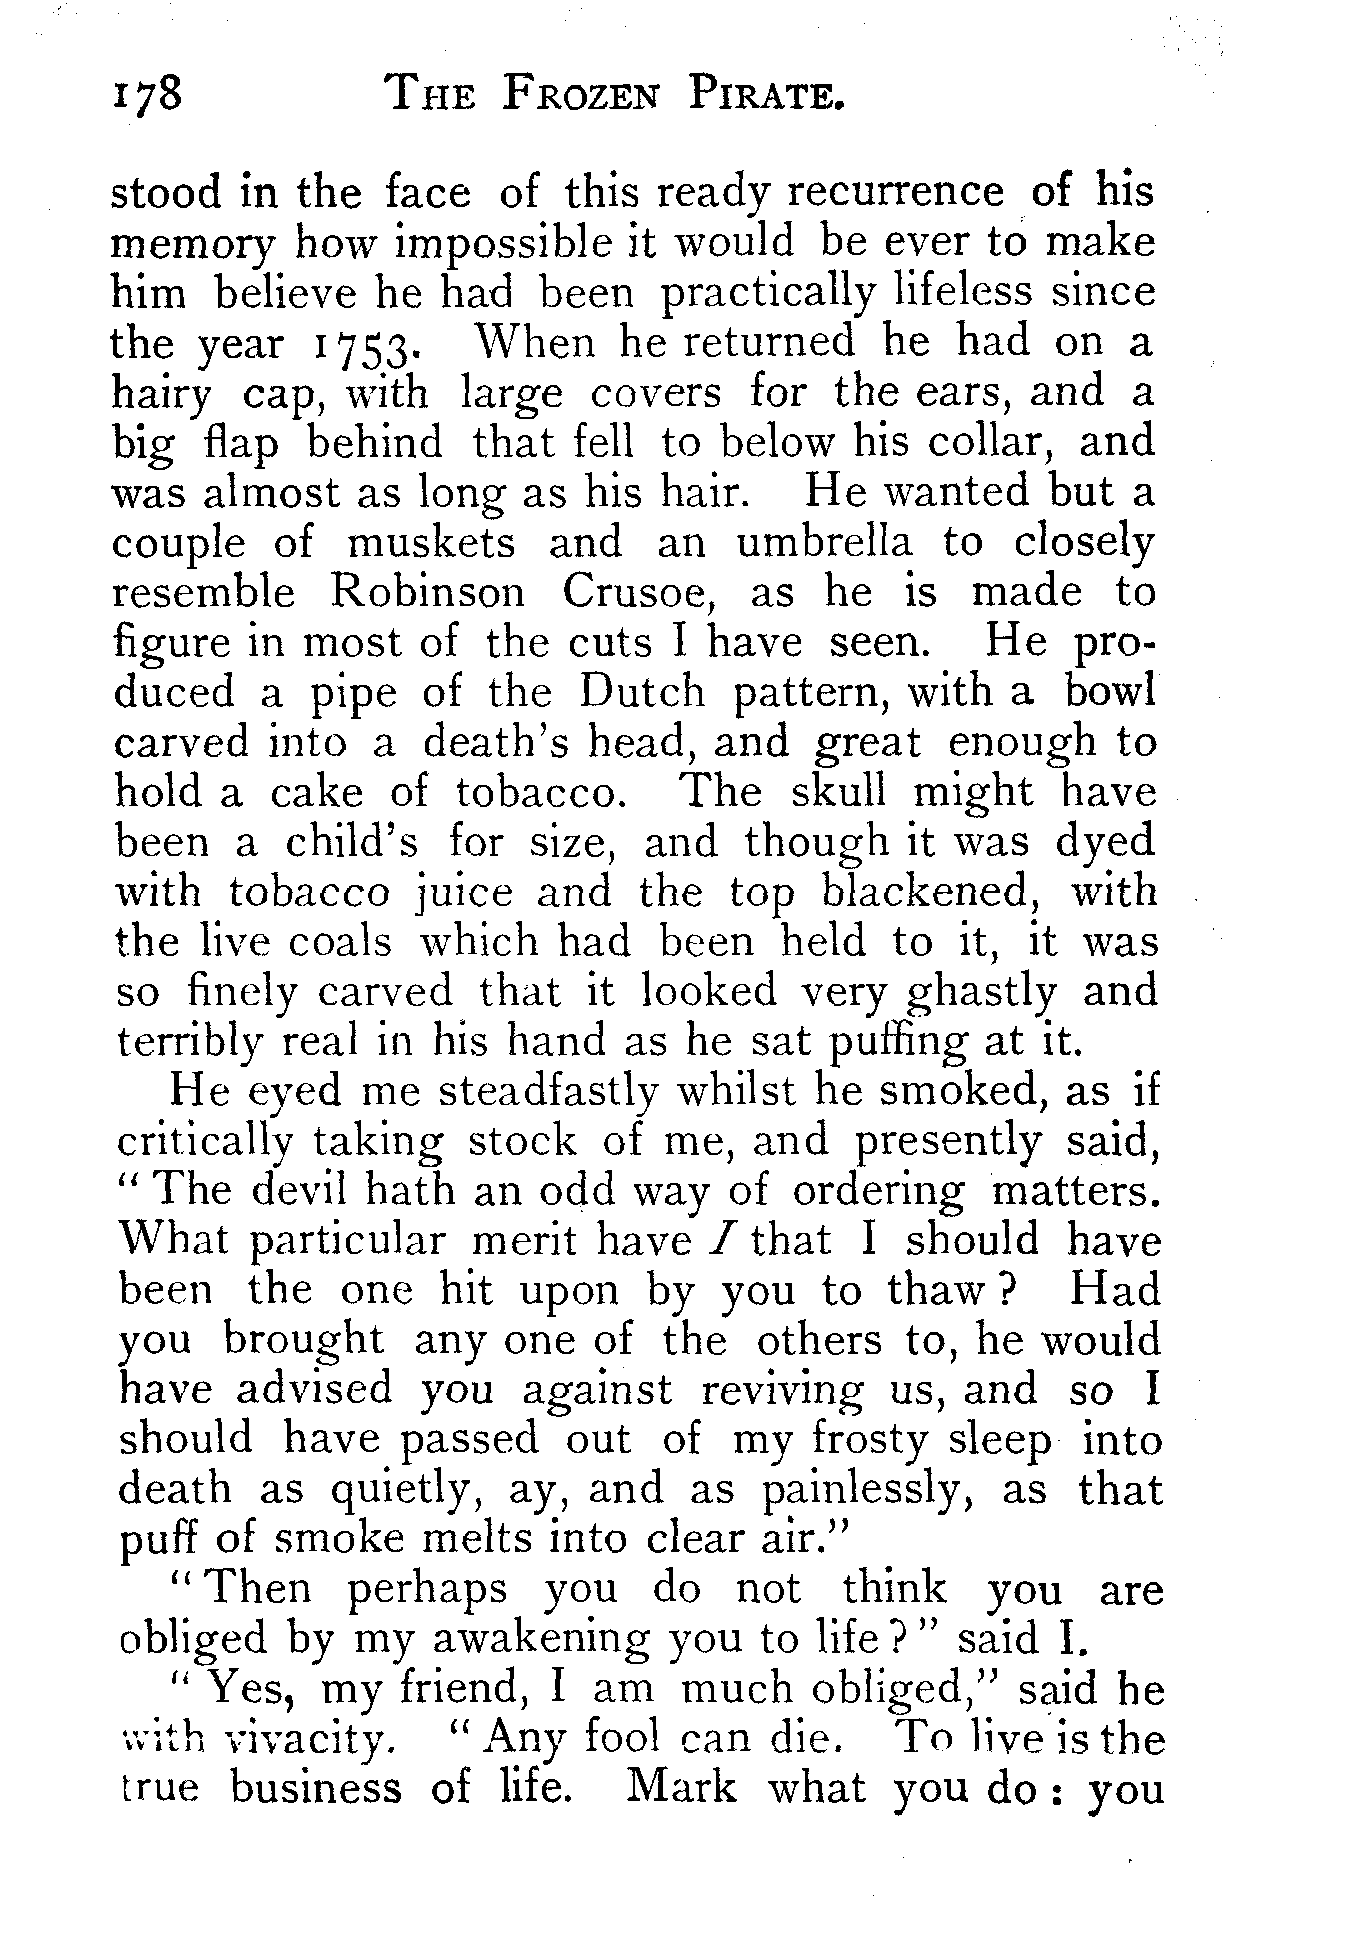 178 THE FROZEN PIRATE.
stood in the face of this ready recurrence of his
memory how impossible it would be ever to make
him believe he had been practically lifeless since
the year 1753. When he returned he had on a
hairy cap, with large covers for the ears, and a
big flap behind that fell to below his collar, and
was almost as long as his hair. He wanted but a
couple of muskets and an umbrella to closely
resemble Robinson Crusoe, as he is made to
figure in most of the cuts I have seen. He pro-
duced a pipe of the Dutch pattern, with a bowl
carved into a death's head, and great enough to
hold a cake of tobacco. The skull might have
been a child's for size, and though it was dyed
with tobacco juice and the top blackened, with
the live coals which had been held to it, it was
so finely carved that it looked very ghastly and
terribly real in his hand as he sat puffing at it.
He eyed me steadfastly whilst he smoked, as if
critically taking stock of me, and presently said,
" The devil hath an odd way of ordering matters.
What particular merit have I that I should have
been the one hit upon by you to thaw ? Had
you brought any one of the others to, he would
have advised you against reviving us, and so I
should have passed out of my frosty sleep into
death as quietly, ay, and as painlessly, as that
puff of smoke melts into clear air."
" Then perhaps you do not think you are
obliged by my awakening you to life ? " said I.
" Yes, my friend, I am much obliged," said he
with vivacity. " Any fool can die. To live is the
true business of life. Mark what you do : you